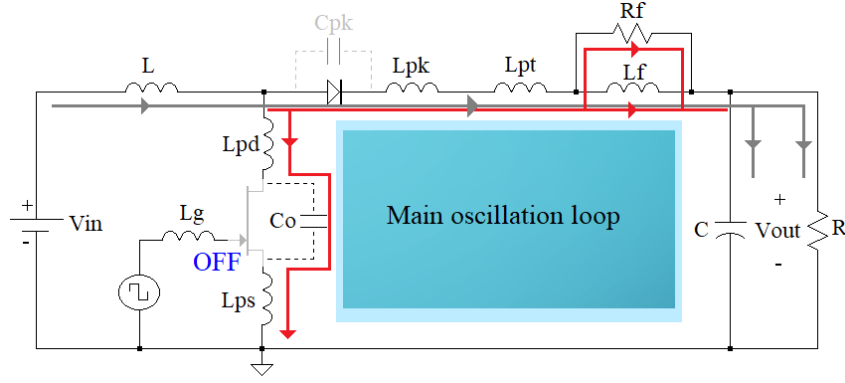 Rf
Cpk
L
Lpk
Lpt
Lf
Lpd
+
Vin
-
Lg
OFF
Co
Main oscillation loop
C
+
Vout
-
R
Lps